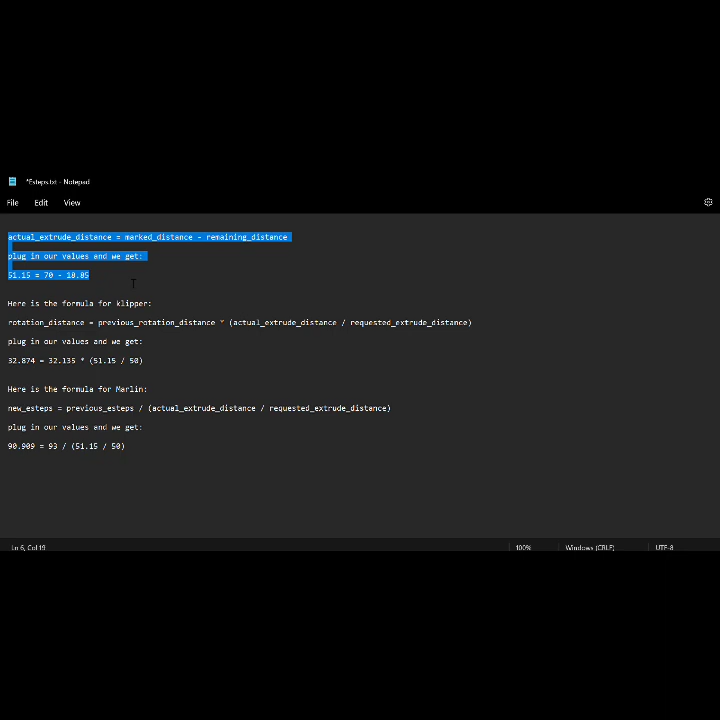 *Esteps.txt - Notepad
File Edit View
actual_extrude_distance = marked_distance - remaining_distance
plug in our values and we get:
51.15 = 70 - 18.85
Here is the formula for klipper:
rotation_distance = previous_rotation_distance * (actual_extrude_distance / requested_extrude_distance)
plug in our values and we get:
32.874 = 32.135 * (51.15 / 50)
Here is the formula for Marlin:
new_esteps = previous_esteps / (actual_extrude_distance / requested_extrude_distance)
plug in our values and we get:
90.909 = 93 / (51.15 / 50)
Ln 6, Col 19 100% Windows (CRLF) UTF-8